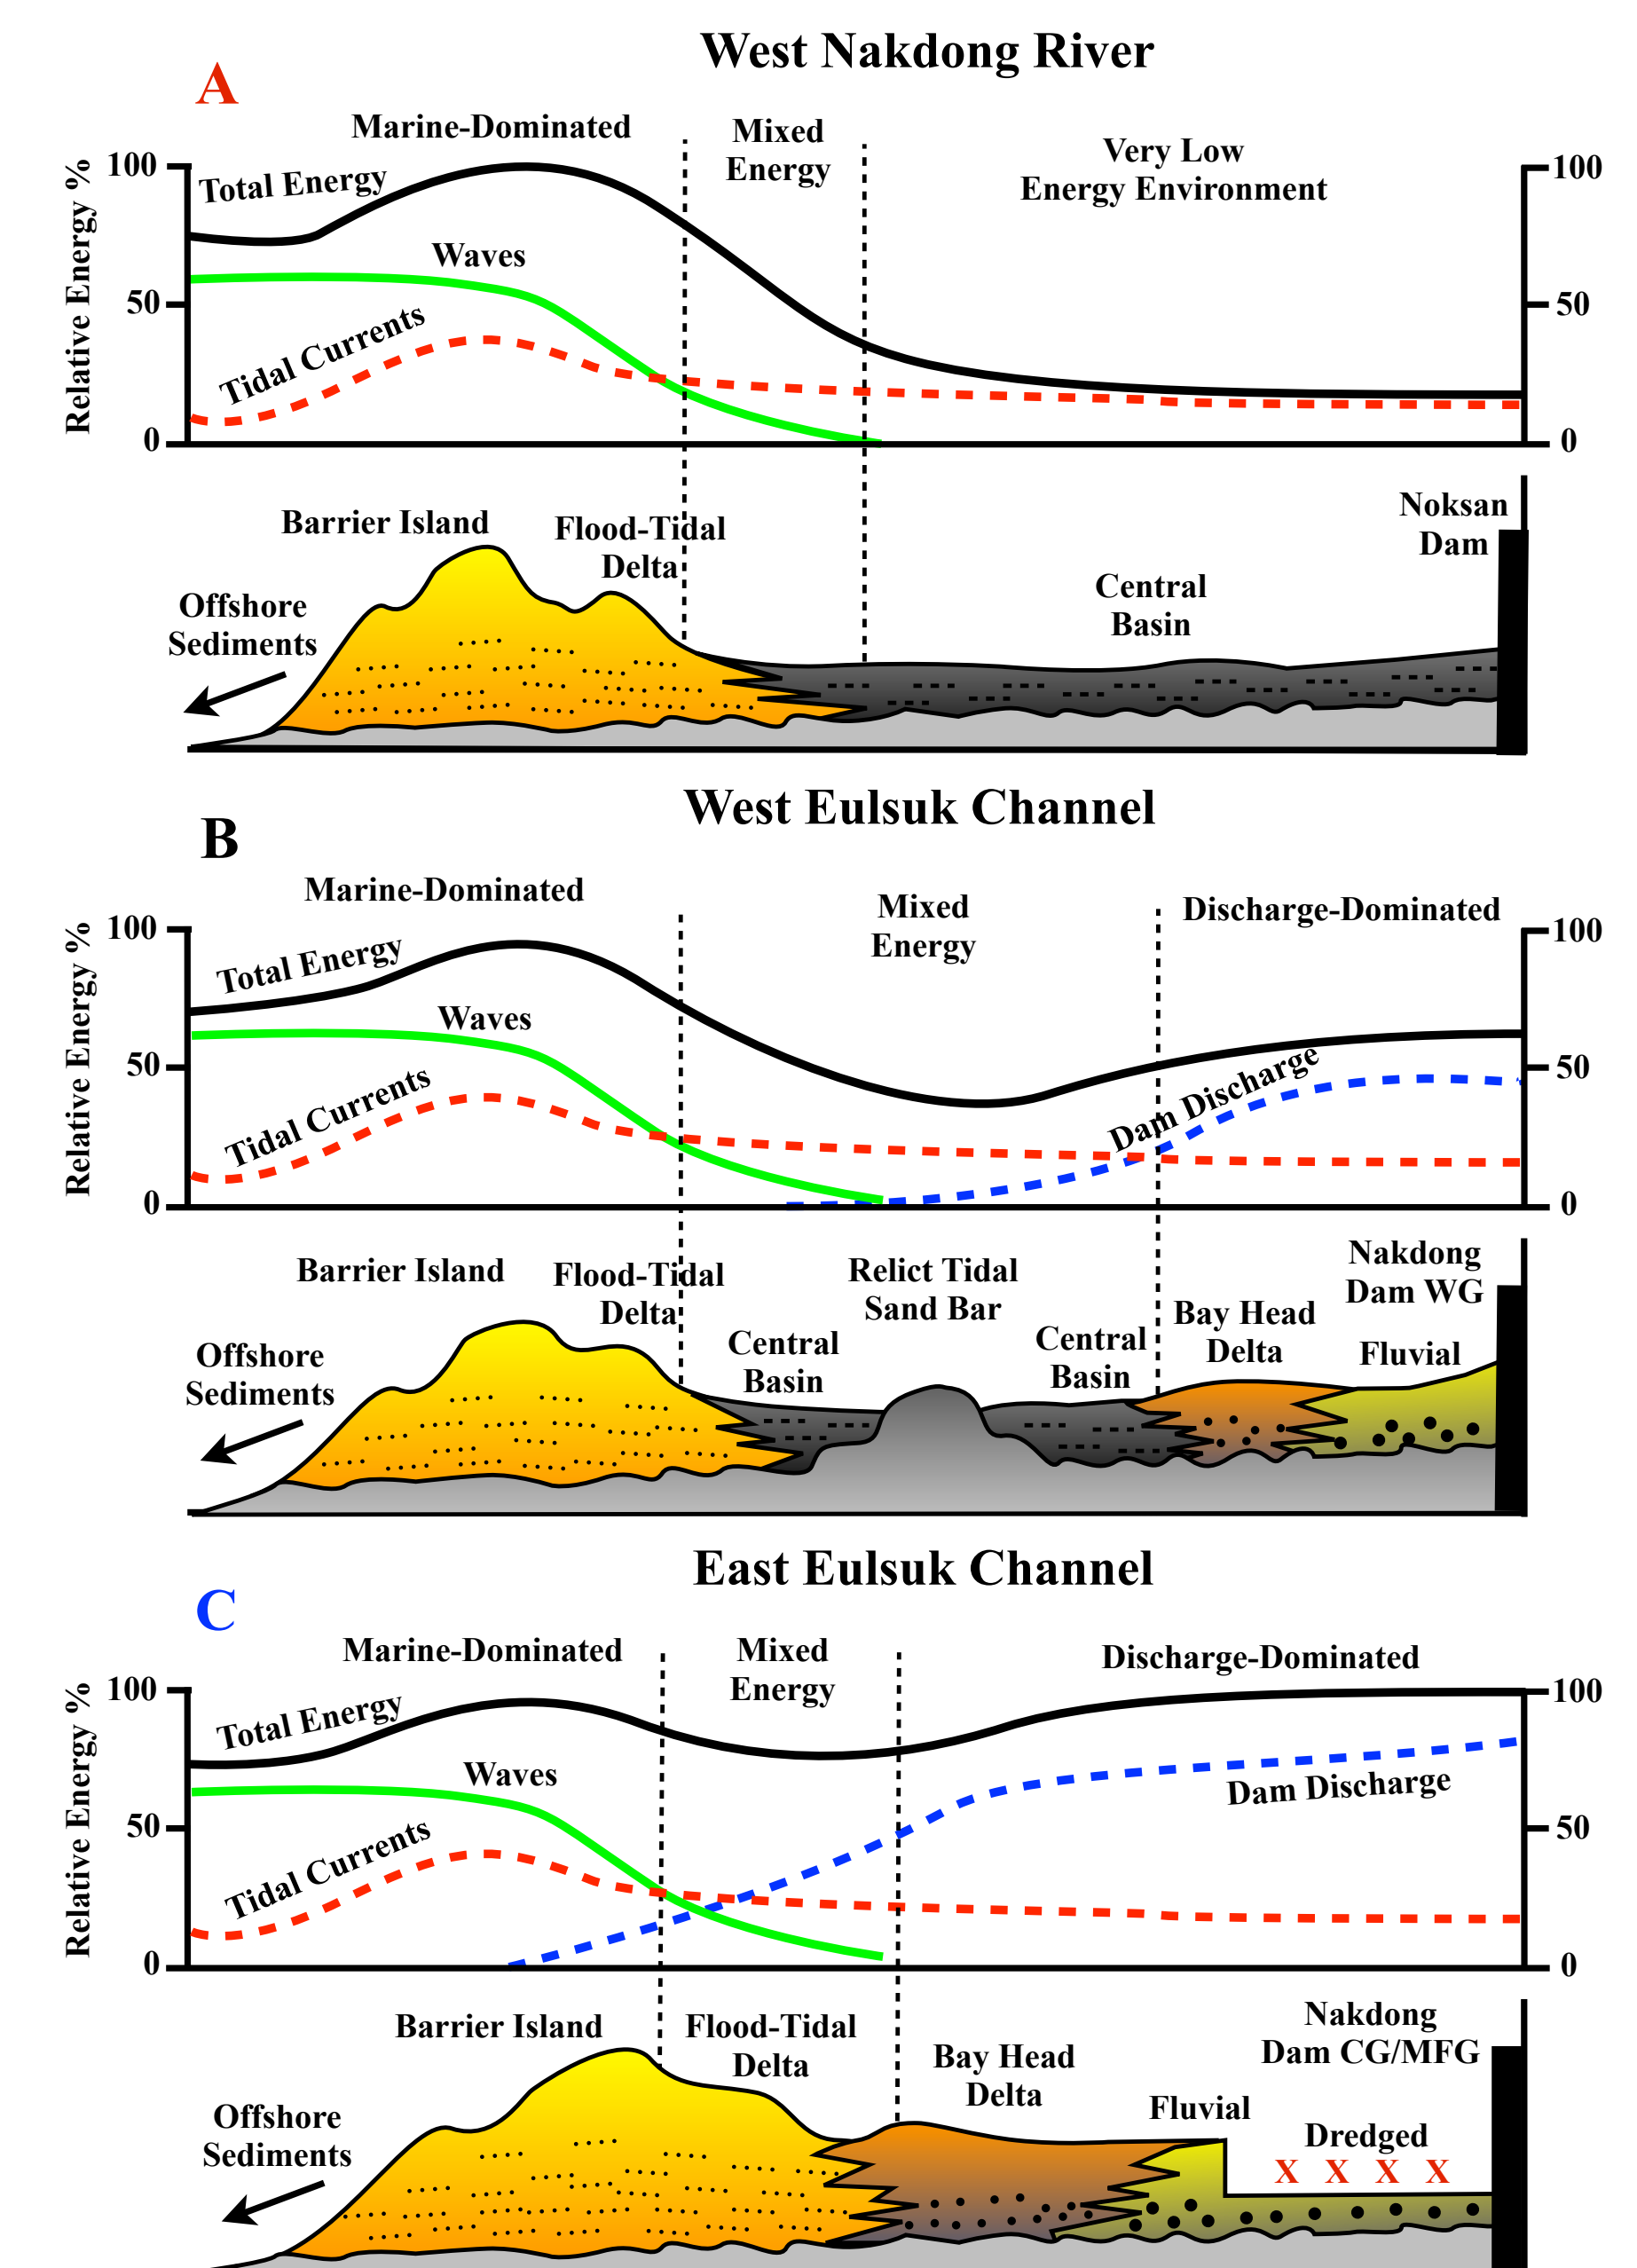 West Nakdong River
A
Marine-Dominated
Mixed
Energy
Very Low
Energy Environment
Relative Energy %
100
50
0
100
50
0
Total Energy
Waves
Tidal Currents
Barrier Island
Flood-Tidal
Delta
Offshore
Sediments
Central
Basin
Noksan
Dam
West Eulsuk Channel
B
Marine-Dominated
Mixed
Energy
Discharge-Dominated
Relative Energy %
100
50
0
100
50
0
Total Energy
Waves
Tidal Currents
Dam Discharge
Barrier Island
Flood-Tidal
Delta
Offshore
Sediments
Central
Basin
Relict Tidal
Sand Bar
Central
Basin
Bay Head
Delta
Nakdong
Dam WG
Fluvial
East Eulsuk Channel
C
Marine-Dominated
Mixed
Energy
Discharge-Dominated
Relative Energy %
100
50
0
100
50
0
Total Energy
Waves
Tidal Currents
Dam Discharge
Barrier Island
Flood-Tidal
Delta
Offshore
Sediments
Bay Head
Delta
Fluvial
Nakdong
Dam CG/MFG
Dredged
X X X X